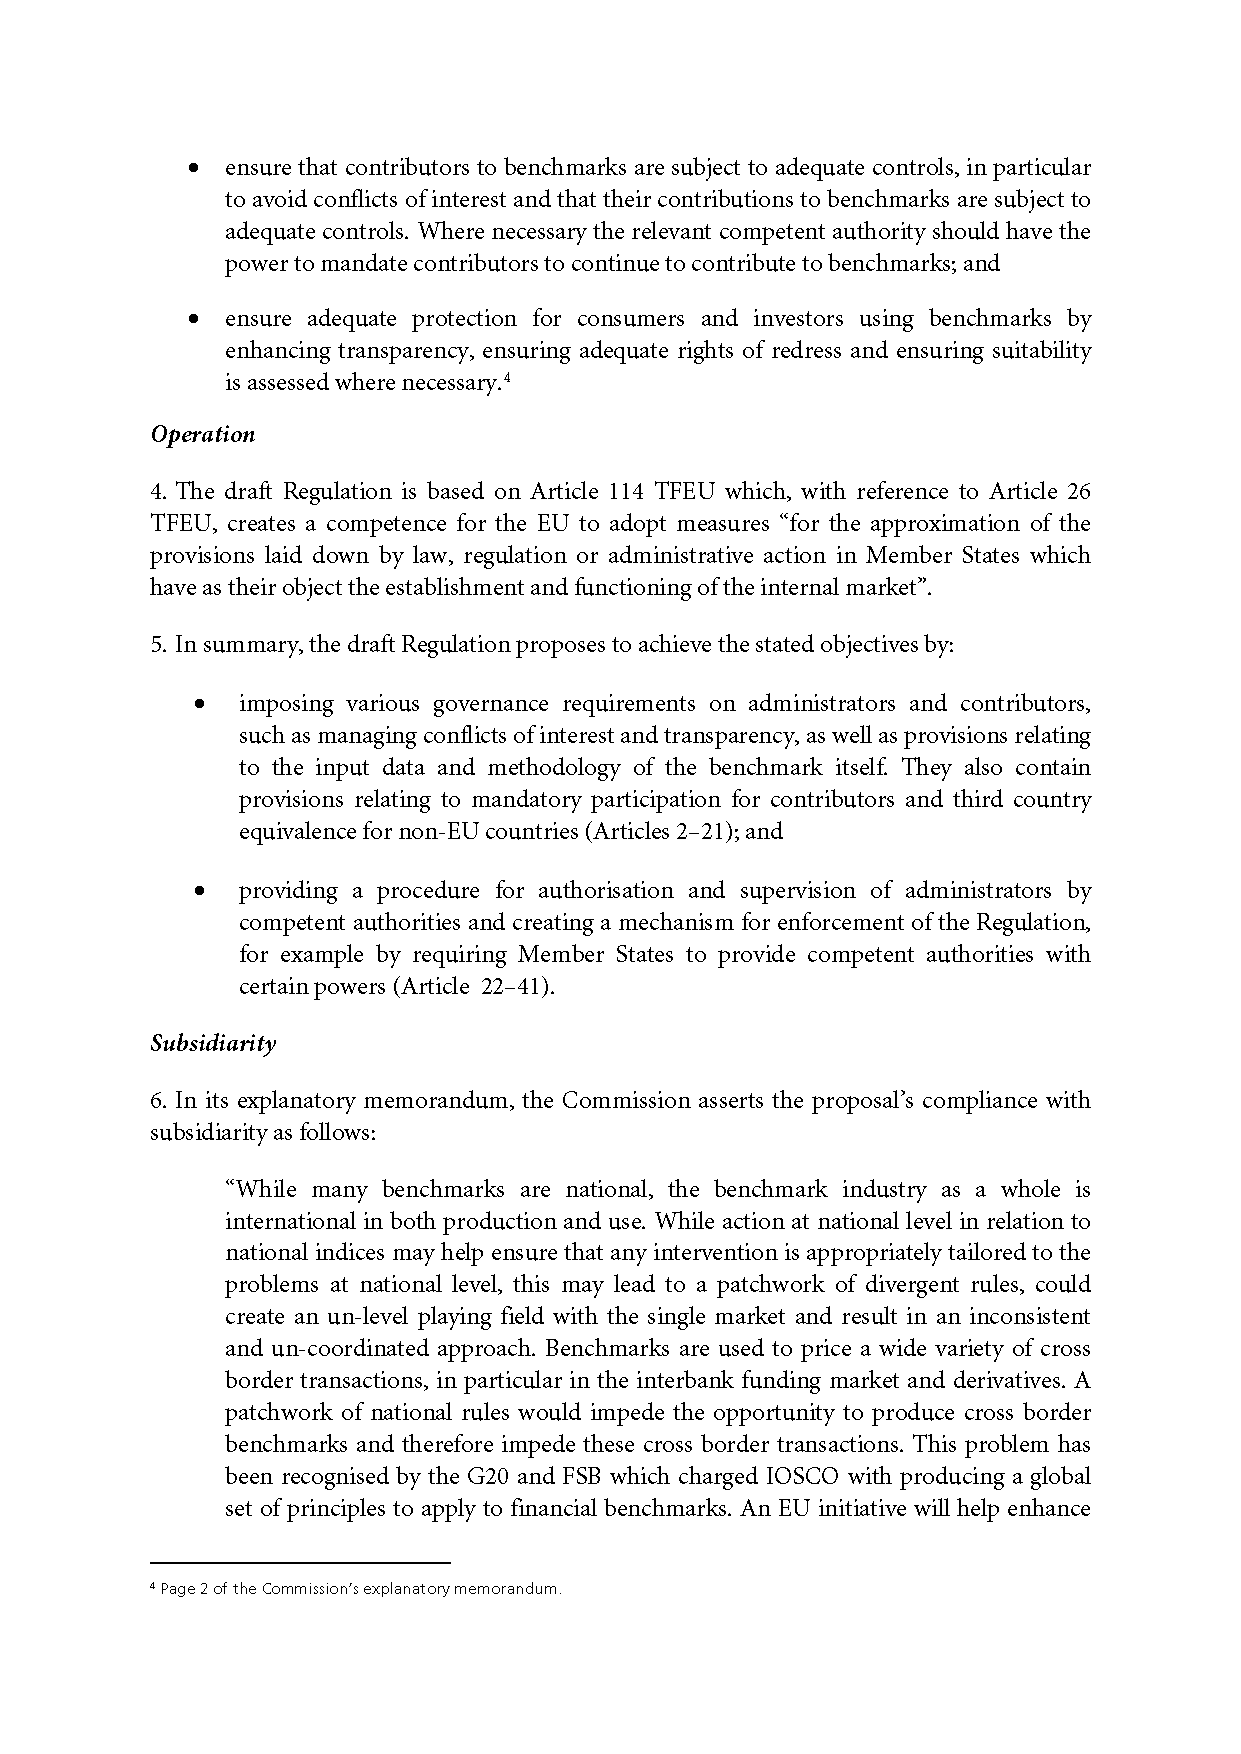 • ensure that contributors to benchmarks are subject to adequate controls, in particular
to avoid conflicts of interest and that their contributions to benchmarks are subject to
adequate controls. Where necessary the relevant competent authority should have the
power to mandate contributors to continue to contribute to benchmarks; and
• ensure adequate protection for consumers and investors using benchmarks by
enhancing transparency, ensuring adequate rights of redress and ensuring suitability
is assessed where necessary.⁴
Operation
4. The draft Regulation is based on Article 114 TFEU which, with reference to Article 26
TFEU, creates a competence for the EU to adopt measures “for the approximation of the
provisions laid down by law, regulation or administrative action in Member States which
have as their object the establishment and functioning of the internal market”.
5. In summary, the draft Regulation proposes to achieve the stated objectives by:
• imposing various governance requirements on administrators and contributors,
such as managing conflicts of interest and transparency, as well as provisions relating
to the input data and methodology of the benchmark itself. They also contain
provisions relating to mandatory participation for contributors and third country
equivalence for non-EU countries (Articles 2–21); and
• providing a procedure for authorisation and supervision of administrators by
competent authorities and creating a mechanism for enforcement of the Regulation,
for example by requiring Member States to provide competent authorities with
certain powers (Article 22–41).
Subsidiarity
6. In its explanatory memorandum, the Commission asserts the proposal’s compliance with
subsidiarity as follows:
“While many benchmarks are national, the benchmark industry as a whole is
international in both production and use. While action at national level in relation to
national indices may help ensure that any intervention is appropriately tailored to the
problems at national level, this may lead to a patchwork of divergent rules, could
create an un-level playing field with the single market and result in an inconsistent
and un-coordinated approach. Benchmarks are used to price a wide variety of cross
border transactions, in particular in the interbank funding market and derivatives. A
patchwork of national rules would impede the opportunity to produce cross border
benchmarks and therefore impede these cross border transactions. This problem has
been recognised by the G20 and FSB which charged IOSCO with producing a global
set of principles to apply to financial benchmarks. An EU initiative will help enhance
⁴ Page 2 of the Commission’s explanatory memorandum.